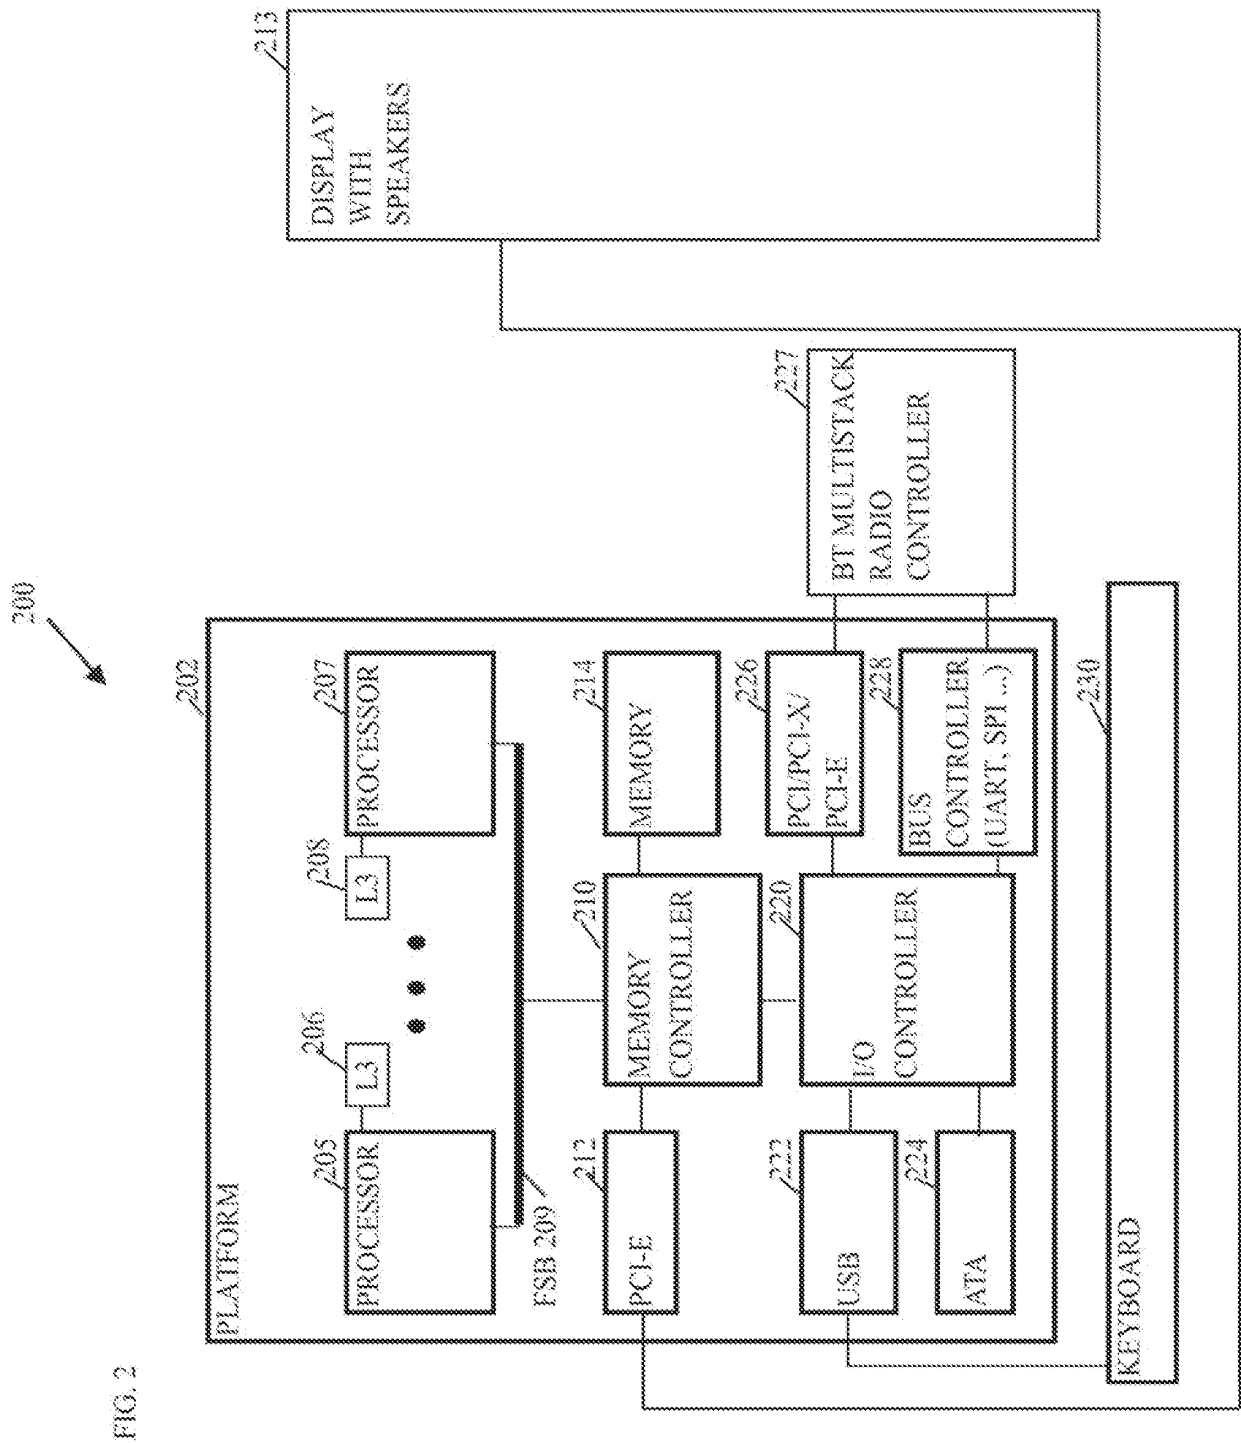 FIG. 2
200
202
PLATFORM
205
PROCESSOR
206
L3
208
L3
207
PROCESSOR
FSB 209
212
PCI-E
210
MEMORY
CONTROLLER
214
MEMORY
222
USB
224
ATA
220
I/O
CONTROLLER
226
PCI/PCI-X/
PCI-E
228
BUS
CONTROLLER
(UART, SPI ...)
227
BT MULTISTACK
RADIO
CONTROLLER
230
KEYBOARD
213
DISPLAY
WITH
SPEAKERS